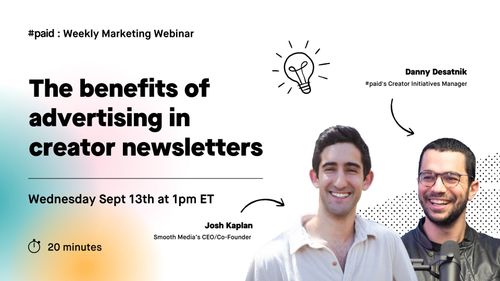 #paid : Weekly Marketing Webinar
The benefits of
advertising in
creator newsletters
Wednesday Sept 13th at 1pm ET
20 minutes
Danny Desatnik
#paid's Creator Initiatives Manager
Josh Kaplan
Smooth Media's CEO/Co-Founder